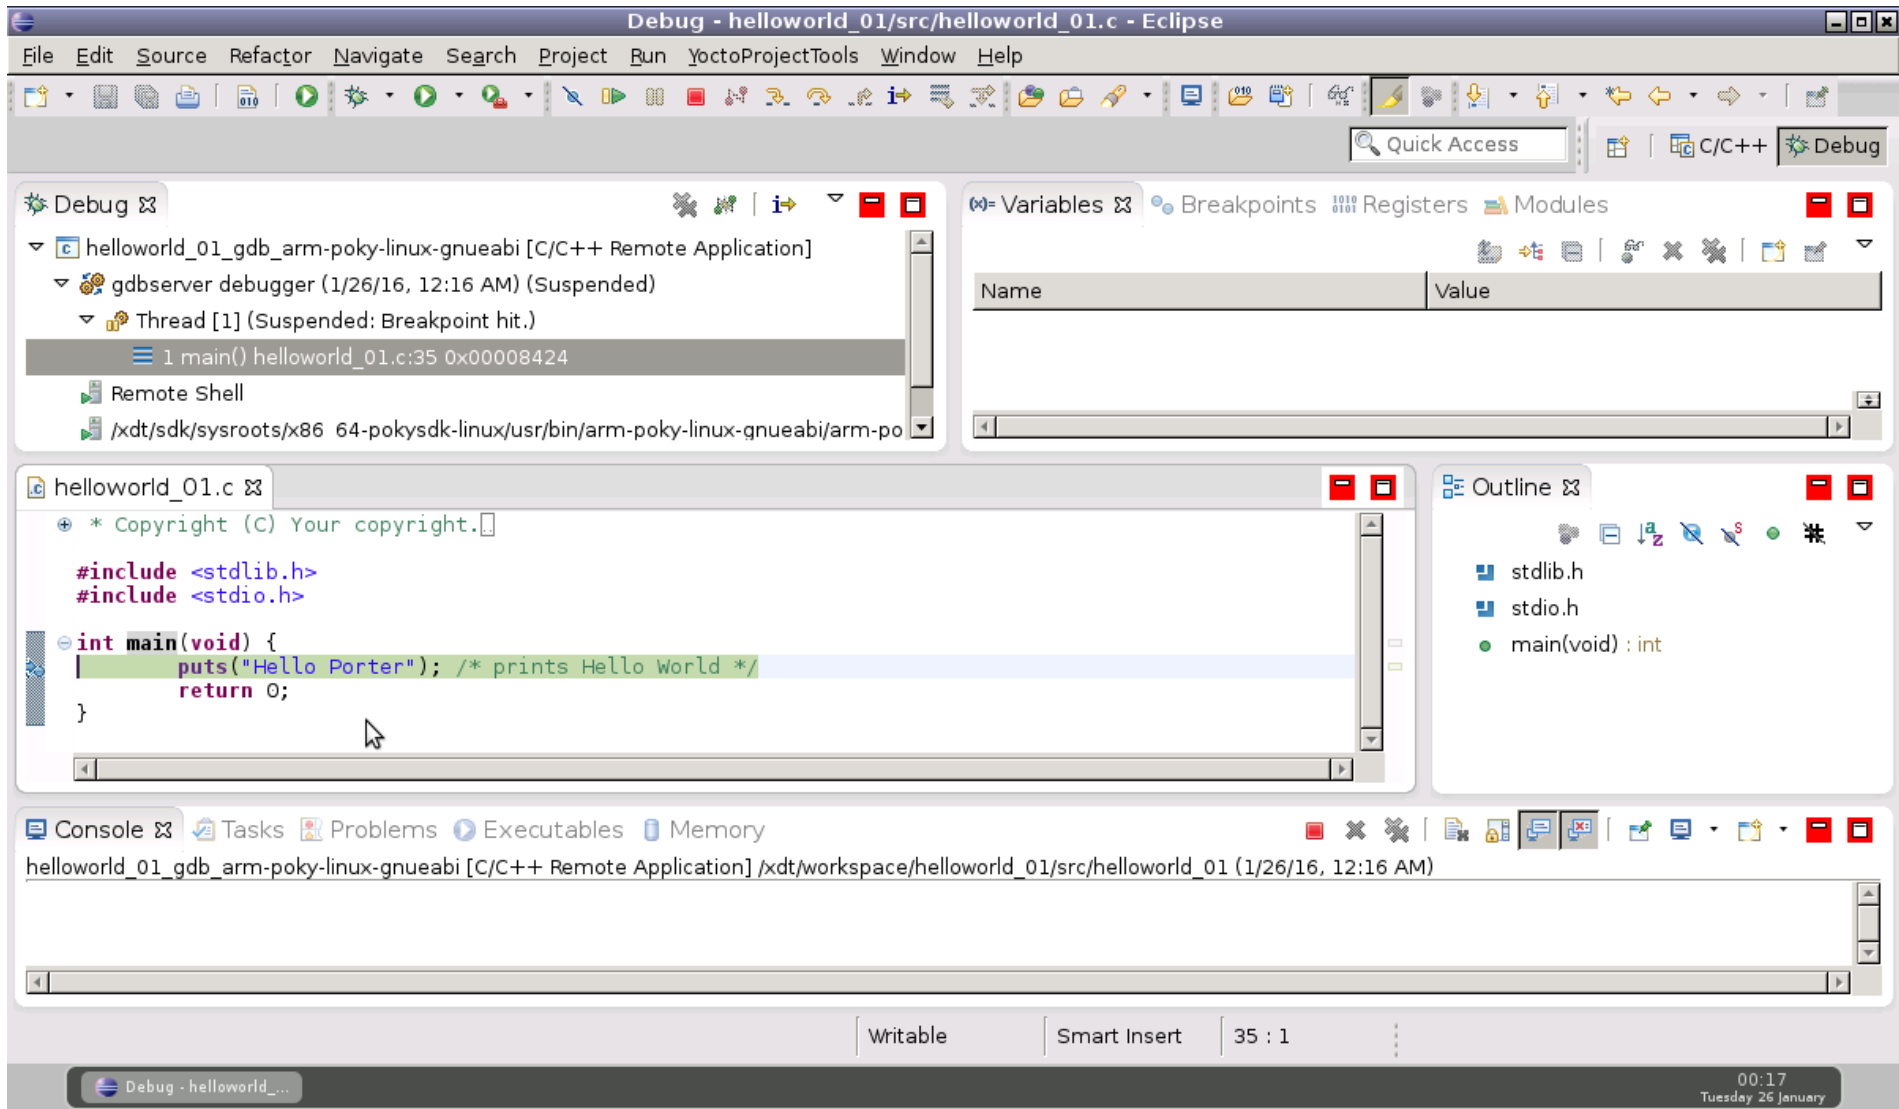 Debug - helloworld_01/src/helloworld_01.c - Eclipse
File Edit Source Refactor Navigate Search Project Run YoctoProjectTools Window Help
Quick Access
C/C++
Debug
Debug
helloworld_01_gdb_arm-poky-linux-gnueabi [C/C++ Remote Application]
gdbserver debugger (1/26/16, 12:16 AM) (Suspended)
Thread [1] (Suspended: Breakpoint hit.)
1 main() helloworld_01.c:35 0x00008424
Remote Shell
/xdt/sdk/sysroots/x86_64-pokysdk-linux/usr/bin/arm-poky-linux-gnueabi/arm-po
(x)= Variables Breakpoints Registers Modules
Name Value
helloworld_01.c
* Copyright (C) Your copyright.
#include <stdlib.h>
#include <stdio.h>
int main(void) {
puts("Hello Porter"); /* prints Hello World */
return 0;
}
Outline
stdlib.h
stdio.h
main(void) : int
Console Tasks Problems Executables Memory
helloworld_01_gdb_arm-poky-linux-gnueabi [C/C++ Remote Application] /xdt/workspace/helloworld_01/src/helloworld_01 (1/26/16, 12:16 AM)
Writable Smart Insert 35 : 1
Debug - helloworld_...
00:17
Tuesday 26 January